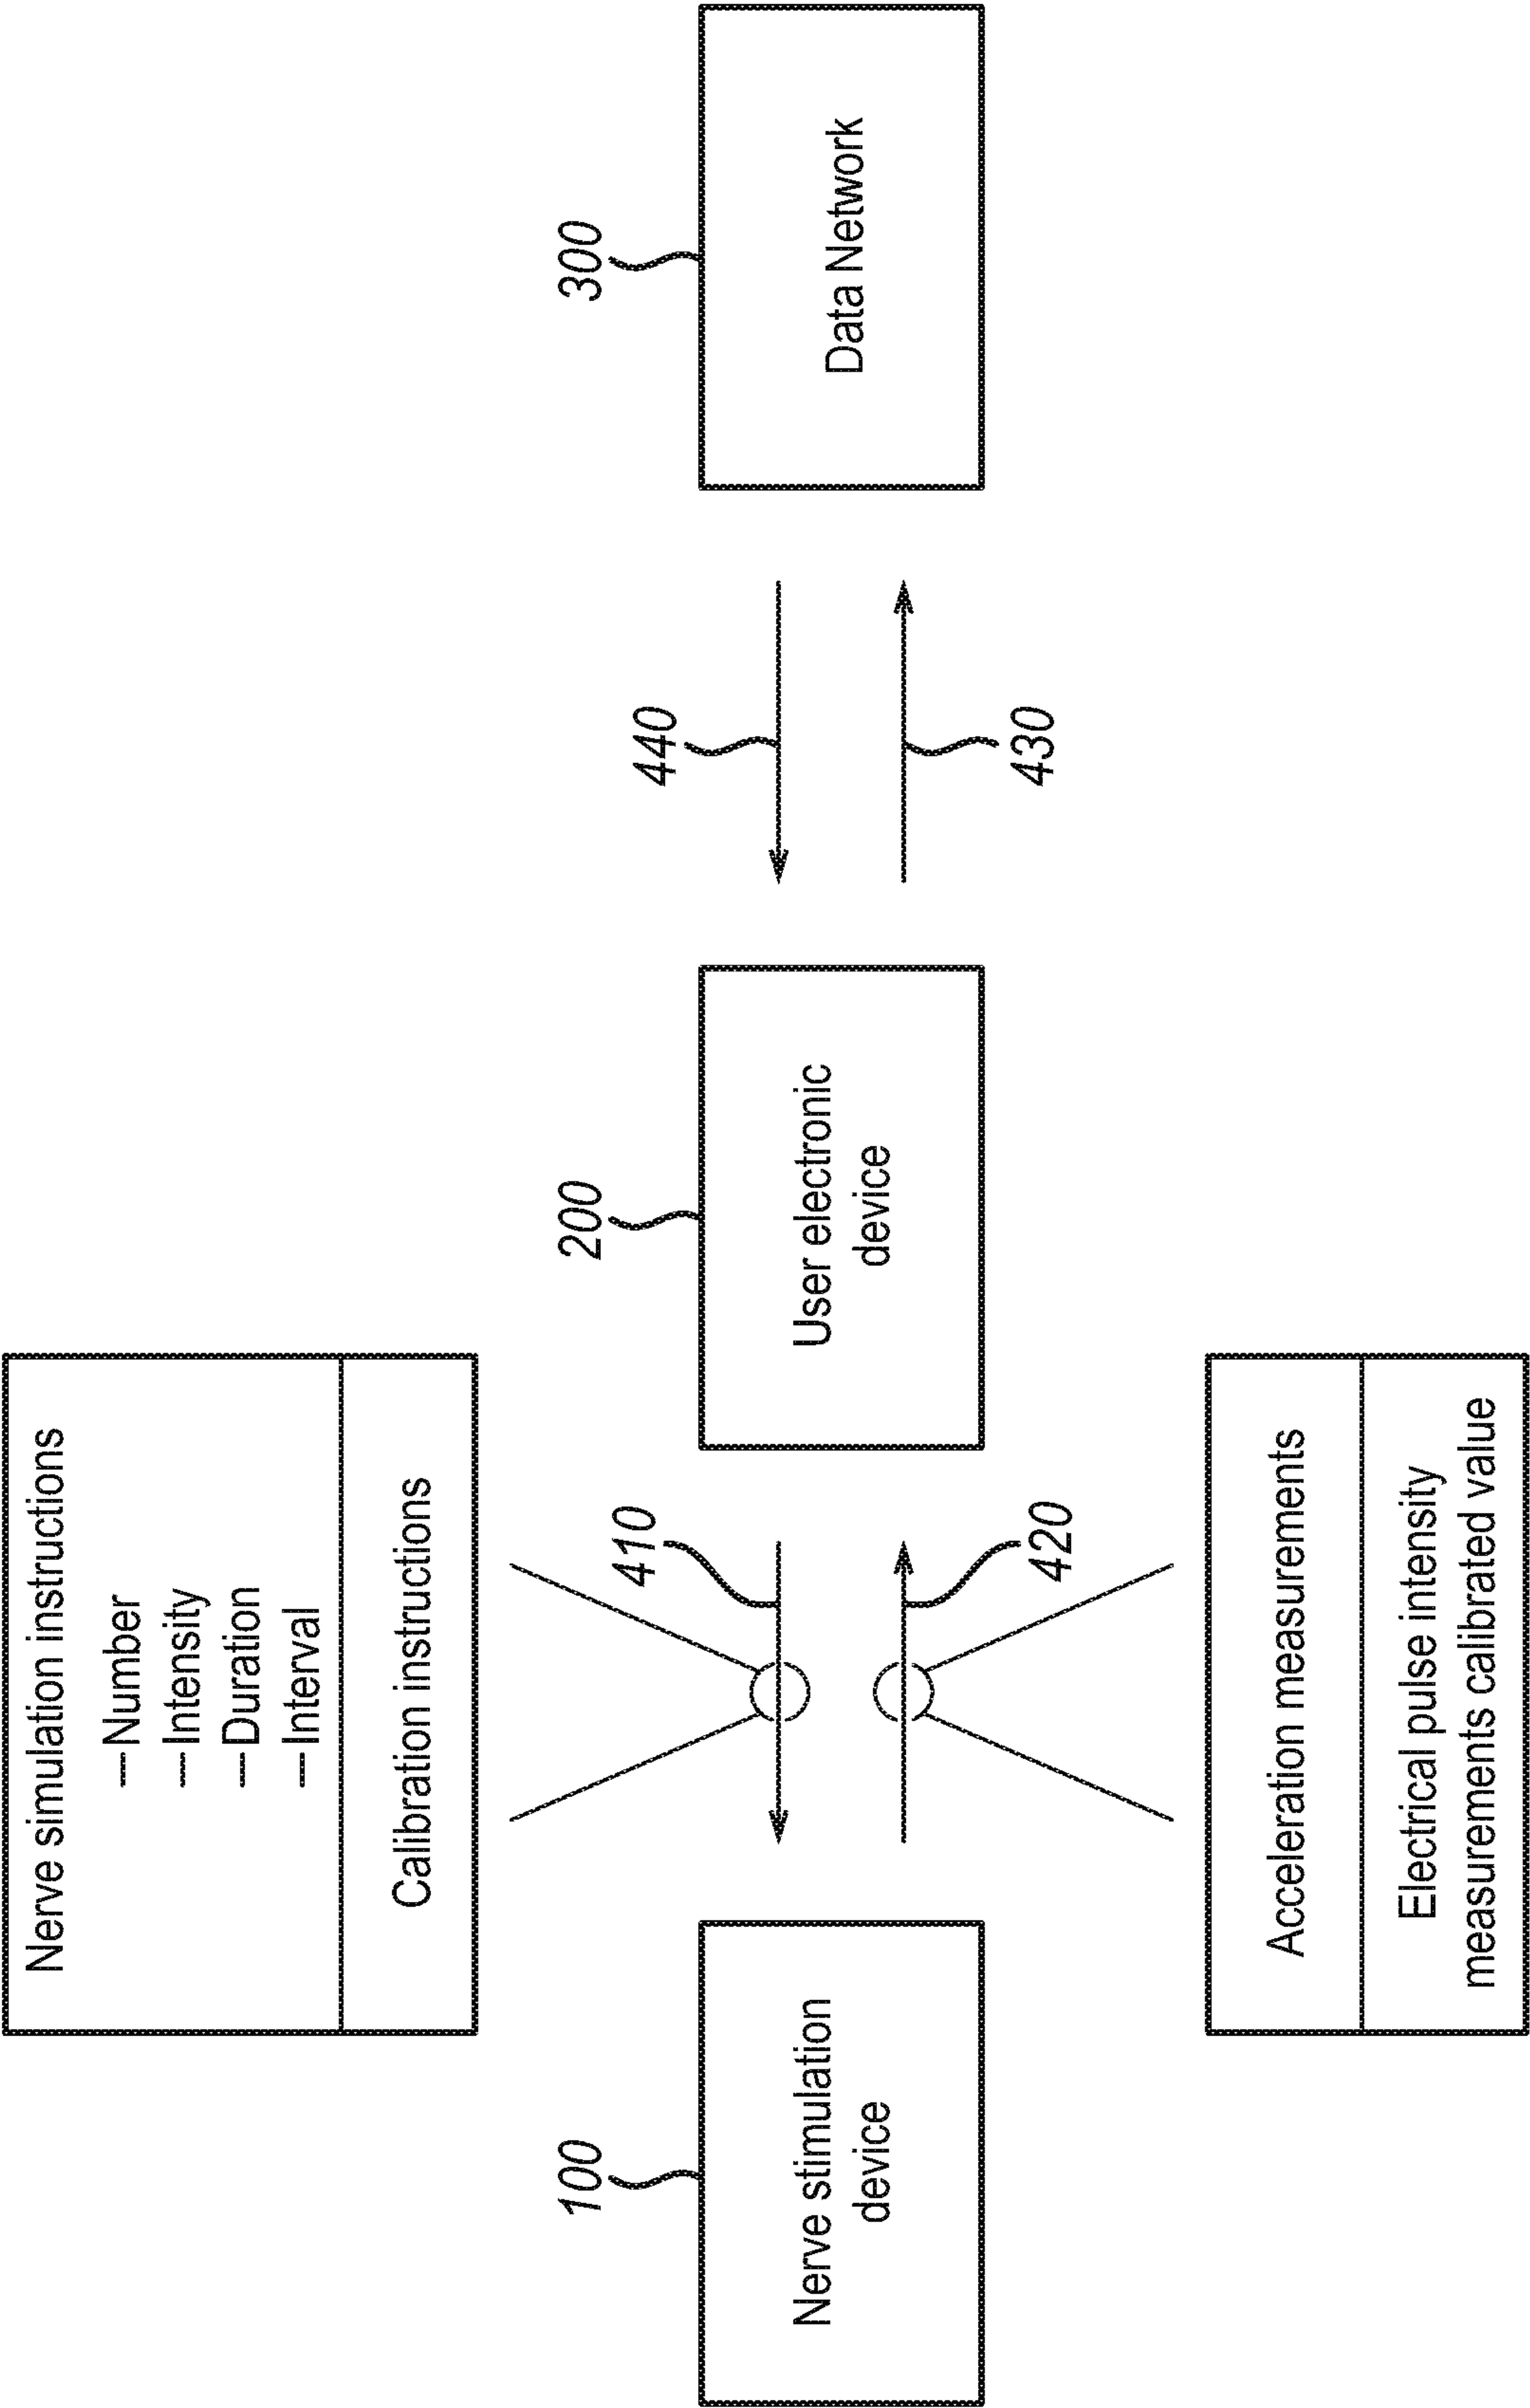 Nerve simulation instructions
—Number
—Intensity
—Duration
—Interval
Calibration instructions
100
Nerve stimulation
device
410
420
200
User electronic
device
440
430
300
Data Network
Acceleration measurements
Electrical pulse intensity
measurements calibrated value